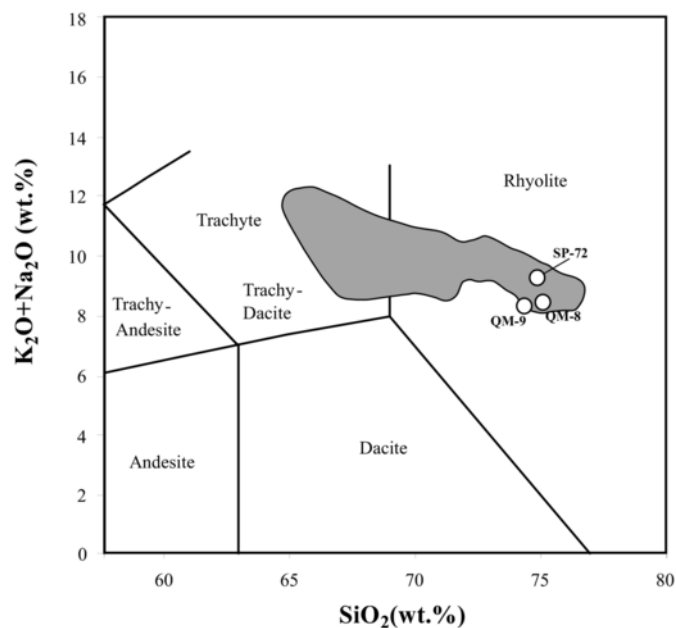 18
16
14
12
10
8
6
4
2
0
K₂O+Na₂O (wt.%)
Rhyolite
Trachyte
SP-72
Trachy-
Dacite
Trachy-
Andesite
QM-9
QM-8
Andesite
Dacite
60
65
70
75
80
SiO₂(wt.%)